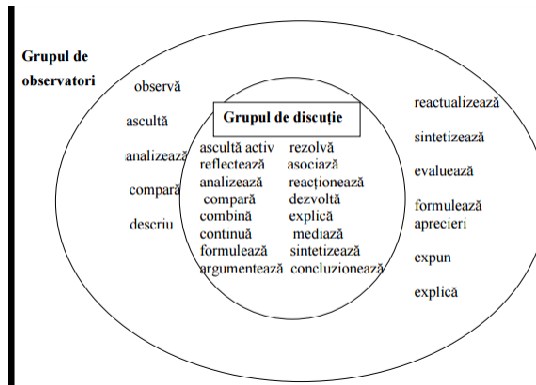 Grupul de
observatori
observă
ascultă
analizează
compară
descriu
Grupul de discuție
ascultă activ rezolvă
reflectează asociază
analizează reacționează
compară dezvoltă
combină explică
continuă mediază
formulează sintetizează
argumentează concluzionează
reactualizează
sintetizează
evaluează
formulează
aprecieri
expun
explică